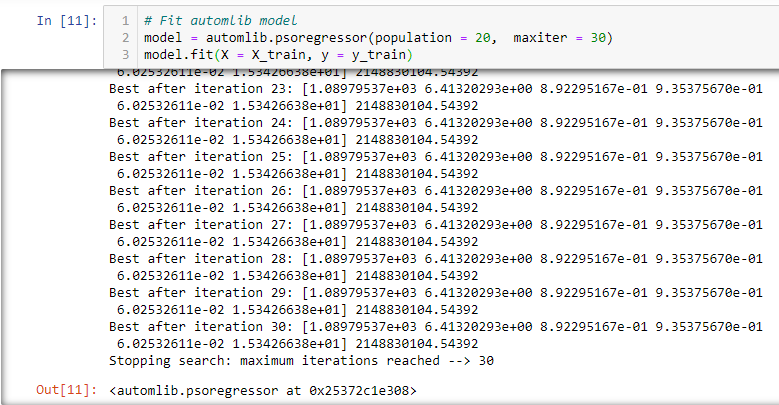 In [11]:
1 # Fit automlib model
2 model = automlib.psoregressor(population = 20,  maxiter = 30)
3 model.fit(X = X_train, y = y_train)
6.02532611e-02 1.53426638e+01] 2148830104.54392
Best after iteration 23: [1.08979537e+03 6.41320293e+00 8.92295167e-01 9.35375670e-01
6.02532611e-02 1.53426638e+01] 2148830104.54392
Best after iteration 24: [1.08979537e+03 6.41320293e+00 8.92295167e-01 9.35375670e-01
6.02532611e-02 1.53426638e+01] 2148830104.54392
Best after iteration 25: [1.08979537e+03 6.41320293e+00 8.92295167e-01 9.35375670e-01
6.02532611e-02 1.53426638e+01] 2148830104.54392
Best after iteration 26: [1.08979537e+03 6.41320293e+00 8.92295167e-01 9.35375670e-01
6.02532611e-02 1.53426638e+01] 2148830104.54392
Best after iteration 27: [1.08979537e+03 6.41320293e+00 8.92295167e-01 9.35375670e-01
6.02532611e-02 1.53426638e+01] 2148830104.54392
Best after iteration 28: [1.08979537e+03 6.41320293e+00 8.92295167e-01 9.35375670e-01
6.02532611e-02 1.53426638e+01] 2148830104.54392
Best after iteration 29: [1.08979537e+03 6.41320293e+00 8.92295167e-01 9.35375670e-01
6.02532611e-02 1.53426638e+01] 2148830104.54392
Best after iteration 30: [1.08979537e+03 6.41320293e+00 8.92295167e-01 9.35375670e-01
6.02532611e-02 1.53426638e+01] 2148830104.54392
Stopping search: maximum iterations reached --> 30
Out[11]: <automlib.psoregressor at 0x25372c1e308>